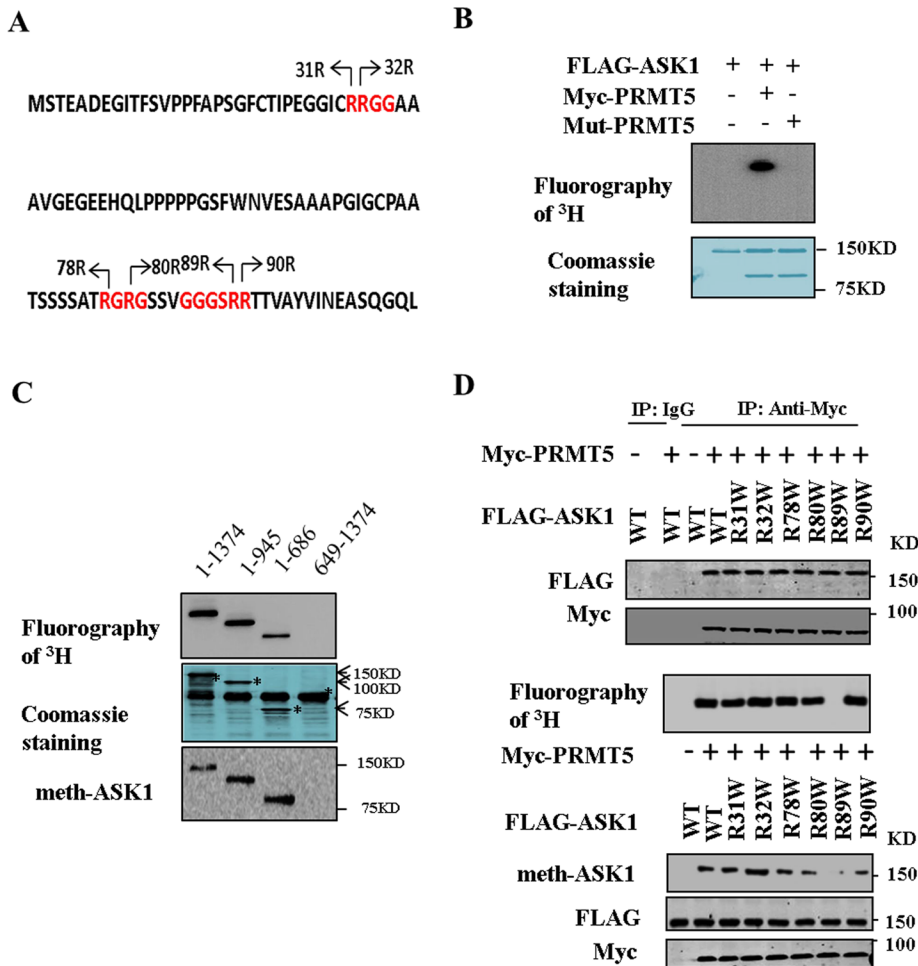 A
31R 32R
MSTEADEGITFSVPPFAPSGFCTIPEGGICRRGGAA
AVGEGEEHQLPPPPPGSFWNVESAAAPGIGCPAA
78R 80R 89R 90R
TSSSSATRGRGSSVGGGSRRTTVAYVINEASQGQL
B
FLAG-ASK1 + + +
Myc-PRMT5 - + -
Mut-PRMT5 - - +
Fluorography
of ³H
Coomassie
staining
150KD
75KD
C
1-1374 1-945 1-686 649-1374
Fluorography
of ³H
Coomassie
staining
* * * *
150KD
100KD
75KD
meth-ASK1
150KD
75KD
D
IP: IgG IP: Anti-Myc
Myc-PRMT5 - + - + + + + + + +
FLAG-ASK1 WT WT WT WT R31W R32W R78W R80W R89W R90W
KD
FLAG 150
Myc 100
Fluorography
of ³H
Myc-PRMT5 - + + + + + + +
FLAG-ASK1 WT WT R31W R32W R78W R80W R89W R90W
KD
meth-ASK1 150
FLAG 150
Myc 100